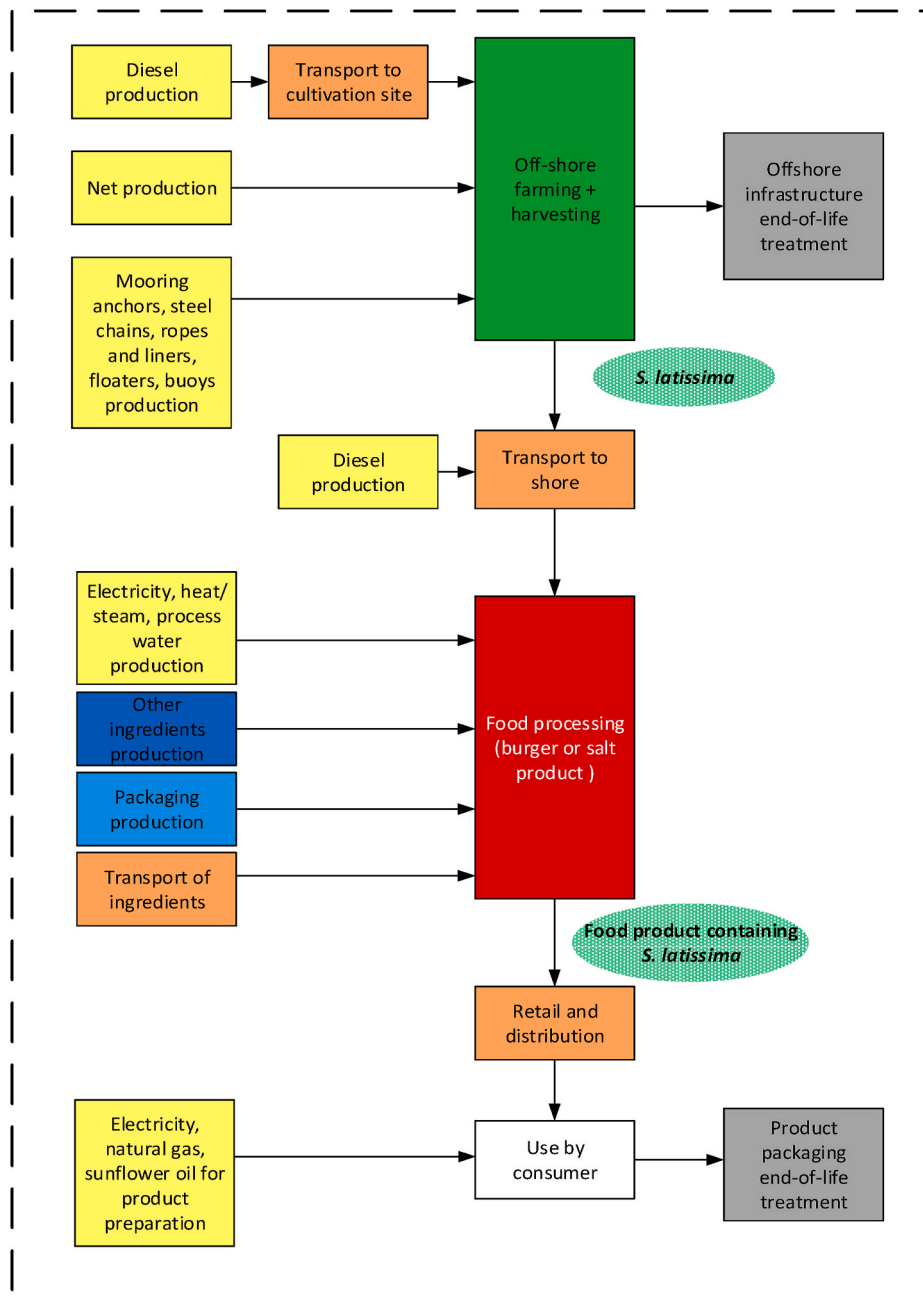 Diesel
production
Transport to
cultivation site
Off-shore
farming +
harvesting
Net production
Offshore
infrastructure
end-of-life
treatment
Mooring
anchors, steel
chains, ropes
and liners,
floaters, buoys
production
S. latissima
Diesel
production
Transport to
shore
Electricity, heat/
steam, process
water
production
Other
ingredients
production
Food processing
(burger or salt
product )
Packaging
production
Transport of
ingredients
Food product containing
S. latissima
Retail and
distribution
Electricity,
natural gas,
sunflower oil for
product
preparation
Use by
consumer
Product
packaging
end-of-life
treatment